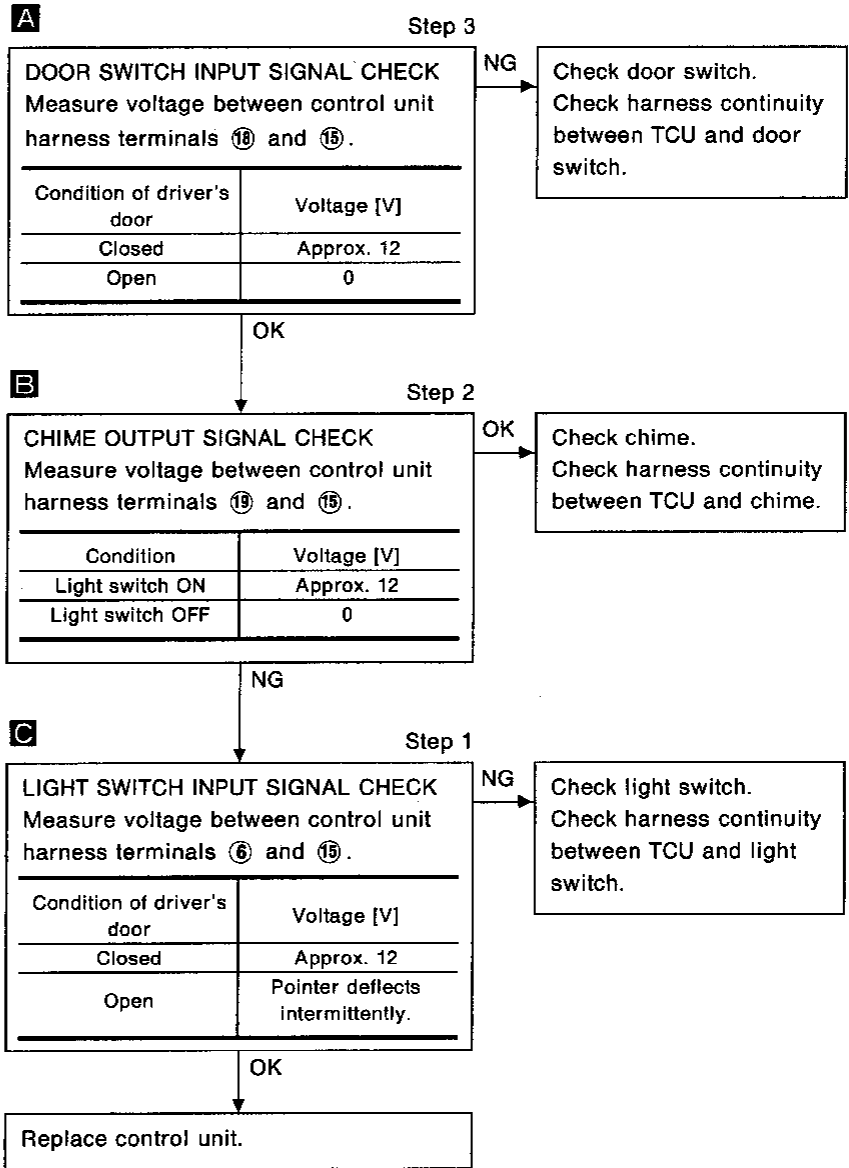 A
Step 3
DOOR SWITCH INPUT SIGNAL CHECK
Measure voltage between control unit
harness terminals ⑱ and ⑮.
Condition of driver's
door
Voltage [V]
Closed
Approx. 12
Open
0
NG
Check door switch.
Check harness continuity
between TCU and door
switch.
OK
B
Step 2
CHIME OUTPUT SIGNAL CHECK
Measure voltage between control unit
harness terminals ⑲ and ⑮.
Condition
Voltage [V]
Light switch ON
Approx. 12
Light switch OFF
0
OK
Check chime.
Check harness continuity
between TCU and chime.
NG
C
Step 1
LIGHT SWITCH INPUT SIGNAL CHECK
Measure voltage between control unit
harness terminals ⑥ and ⑮.
Condition of driver's
door
Voltage [V]
Closed
Approx. 12
Open
Pointer deflects
intermittently.
NG
Check light switch.
Check harness continuity
between TCU and light
switch.
OK
Replace control unit.